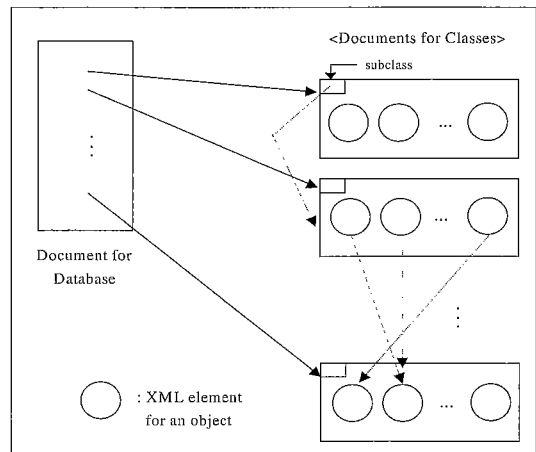 <Documents for Classes>
subclass
...
...
Document for
Database
...
: XML element
for an object